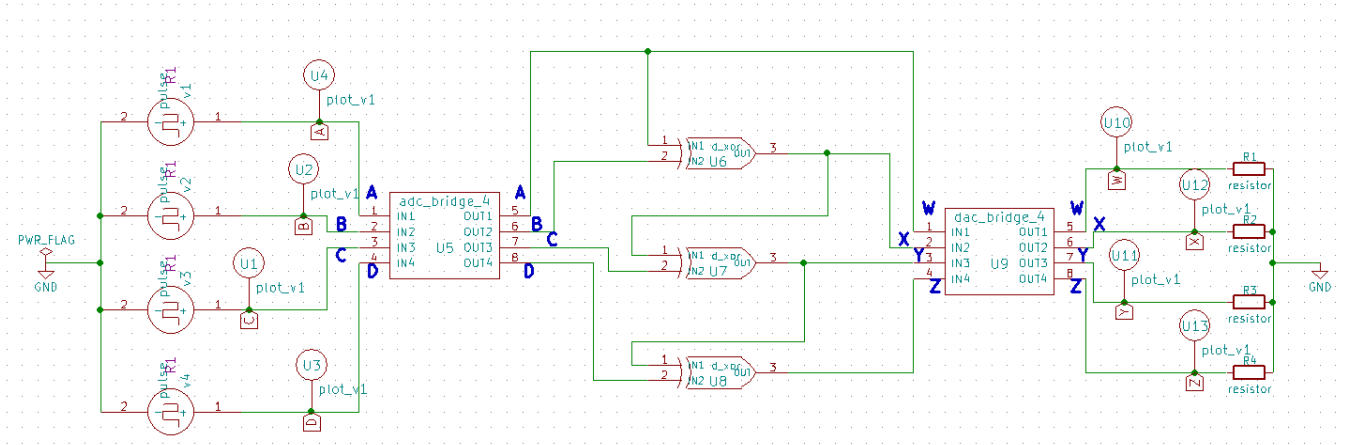 PWR_FLAG
GND
pulse
R1
v1
2
1
pulse
R1
v2
2
1
pulse
R1
v3
2
1
pulse
R1
v4
2
1
U4
plot_v1
A
U2
plot_v1
B
U1
plot_v1
C
U3
plot_v1
D
A
B
C
D
adc_bridge_4
1 IN1 OUT1 5
2 IN2 OUT2 6
3 IN3 U5 OUT3 7
4 IN4 OUT4 8
A
B
C
D
1 IN1 d_xor OUT 3
2 IN2 U6
1 IN1 d_xor OUT 3
2 IN2 U7
1 IN1 d_xor OUT 3
2 IN2 U8
W
X
Y
Z
dac_bridge_4
1 IN1 OUT1 5
2 IN2 OUT2 6
3 IN3 U9 OUT3 7
4 IN4 OUT4 8
W
X
Y
Z
U10
plot_v1
W
U12
plot_v1
X
U11
plot_v1
Y
U13
plot_v1
Z
R1
resistor
R2
resistor
R3
resistor
R4
resistor
GND